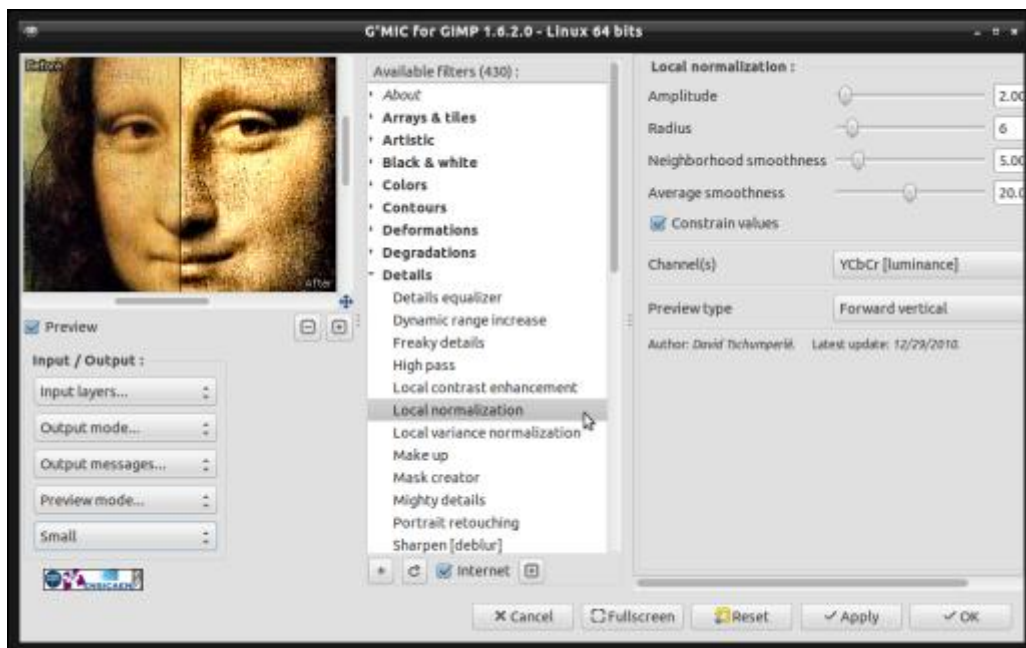 G'MIC for GIMP 1.6.2.0 - Linux 64 bits
Before
After
Preview
Input / Output :
Input layers...
Output mode...
Output messages...
Preview mode...
Small
ENSICAEN
Available filters (430) :
About
Arrays & tiles
Artistic
Black & white
Colors
Contours
Deformations
Degradations
Details
Details equalizer
Dynamic range increase
Freaky details
High pass
Local contrast enhancement
Local normalization
Local variance normalization
Make up
Mask creator
Mighty details
Portrait retouching
Sharpen [deblur]
Internet
Local normalization :
Amplitude 2.00
Radius 6
Neighborhood smoothness 5.00
Average smoothness 20.0
Constrain values
Channel(s) YCbCr [luminance]
Preview type Forward vertical
Author: David Tschumperlé. Latest update: 12/29/2010.
Cancel Fullscreen Reset Apply OK